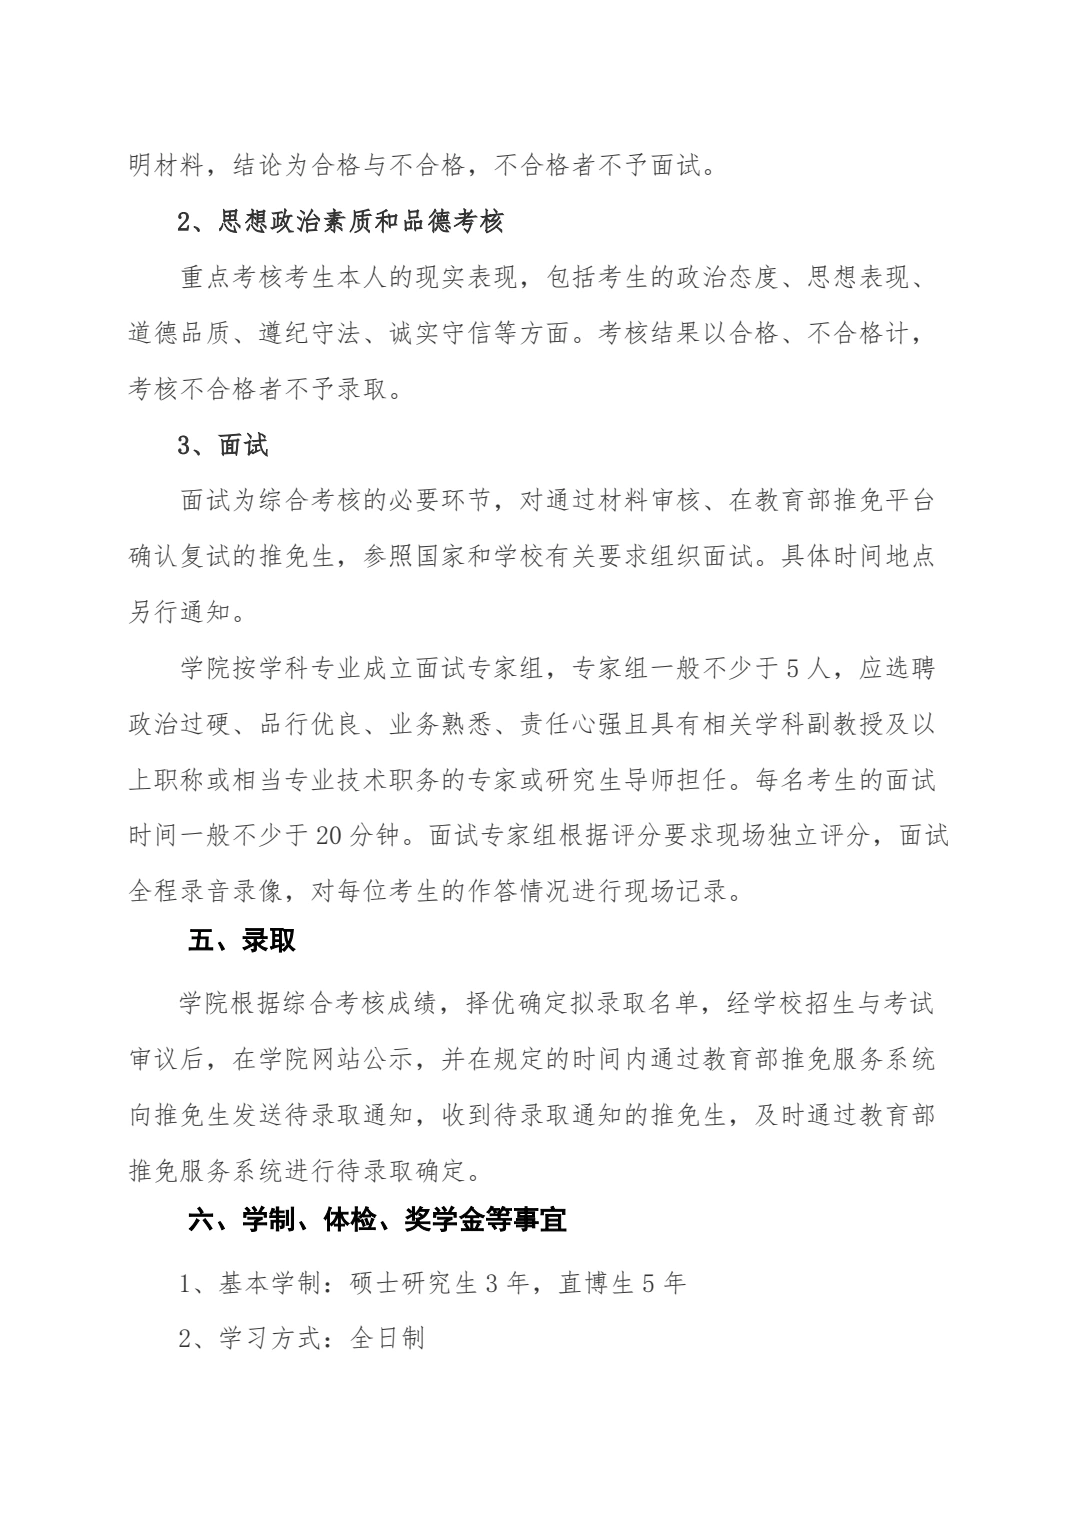 明材料，结论为合格与不合格，不合格者不予面试。
2、思想政治素质和品德考核
重点考核考生本人的现实表现，包括考生的政治态度、思想表现、
道德品质、遵纪守法、诚实守信等方面。考核结果以合格、不合格计，
考核不合格者不予录取。
3、面试
面试为综合考核的必要环节，对通过材料审核、在教育部推免平台
确认复试的推免生，参照国家和学校有关要求组织面试。具体时间地点
另行通知。
学院按学科专业成立面试专家组，专家组一般不少于 5 人，应选聘
政治过硬、品行优良、业务熟悉、责任心强且具有相关学科副教授及以
上职称或相当专业技术职务的专家或研究生导师担任。每名考生的面试
时间一般不少于 20 分钟。面试专家组根据评分要求现场独立评分，面试
全程录音录像，对每位考生的作答情况进行现场记录。
五、录取
学院根据综合考核成绩，择优确定拟录取名单，经学校招生与考试
审议后，在学院网站公示，并在规定的时间内通过教育部推免服务系统
向推免生发送待录取通知，收到待录取通知的推免生，及时通过教育部
推免服务系统进行待录取确定。
六、学制、体检、奖学金等事宜
1、基本学制：硕士研究生 3 年，直博生 5 年
2、学习方式：全日制